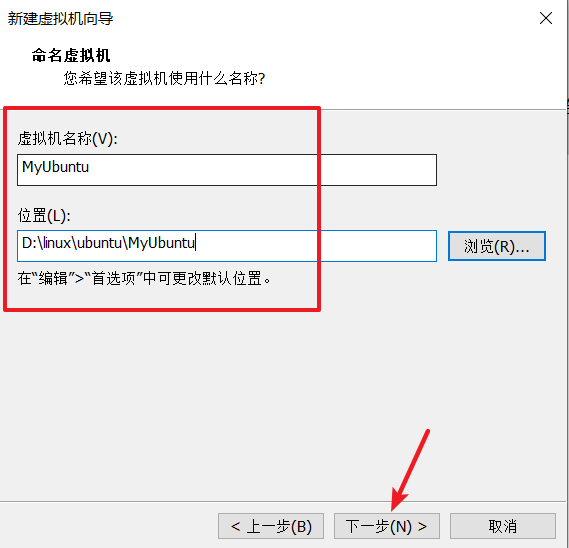 新建虚拟机向导
命名虚拟机
您希望该虚拟机使用什么名称?
虚拟机名称(V):
MyUbuntu
位置(L):
D:\linux\ubuntu\MyUbuntu
浏览(R)...
在“编辑”>“首选项”中可更改默认位置。
< 上一步(B)
下一步(N) >
取消